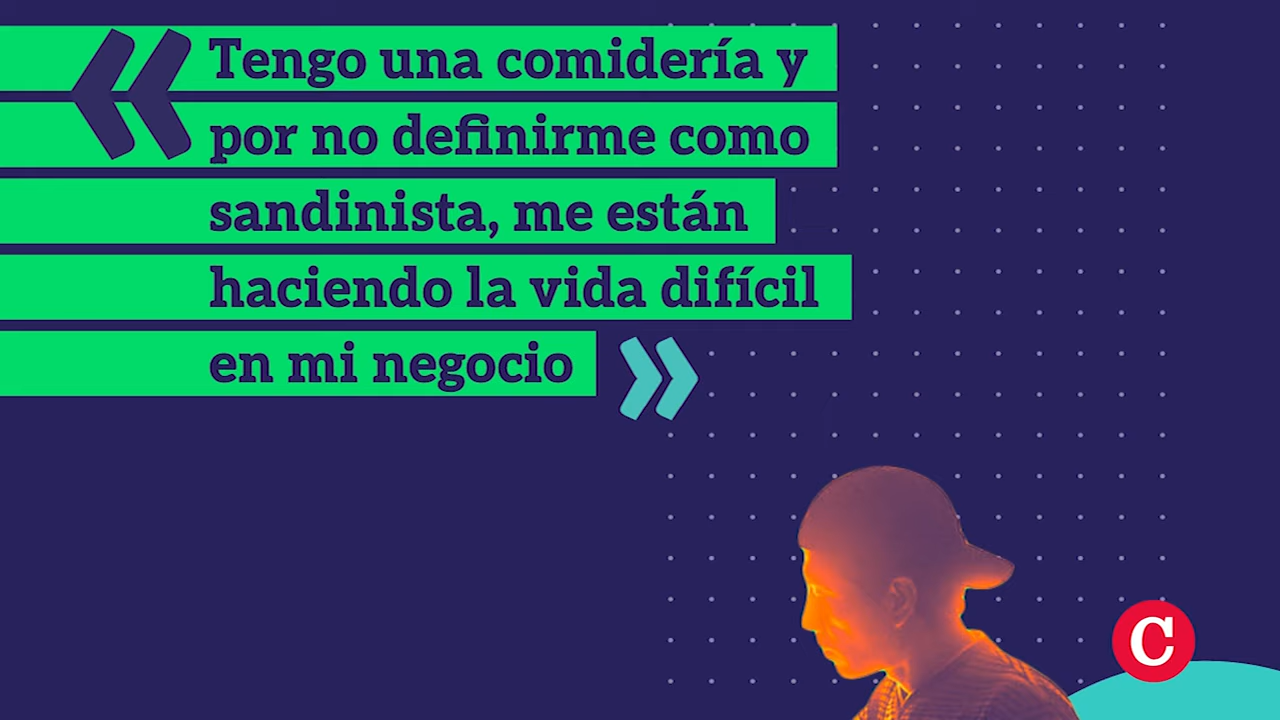 « Tengo una comidería y
por no definirme como
sandinista, me están
haciendo la vida difícil
en mi negocio »
C